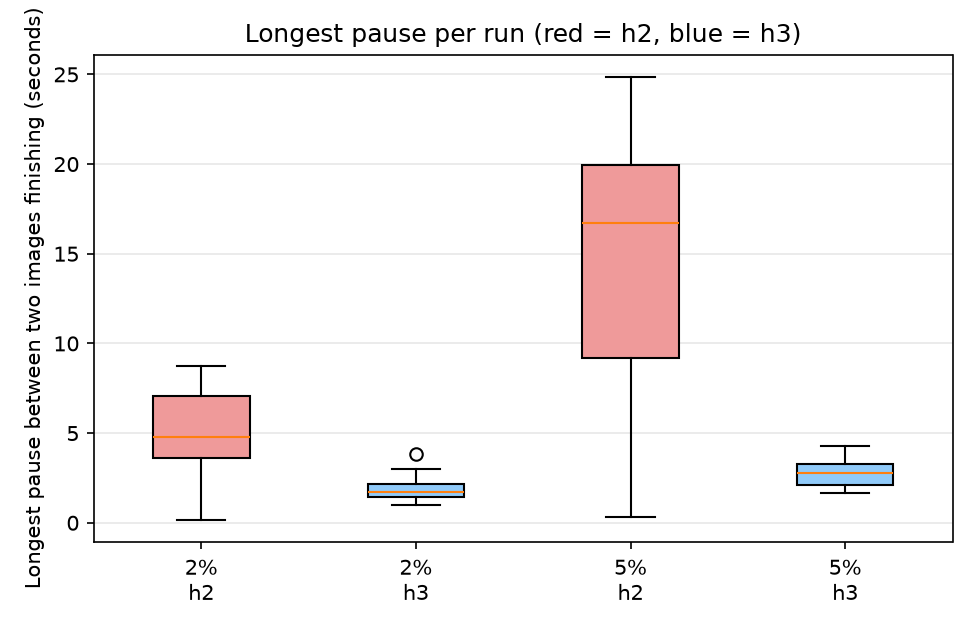 Longest pause per run (red = h2, blue = h3)
Longest pause between two images finishing (seconds)
25
20
15
10
5
0
2%
h2
2%
h3
5%
h2
5%
h3